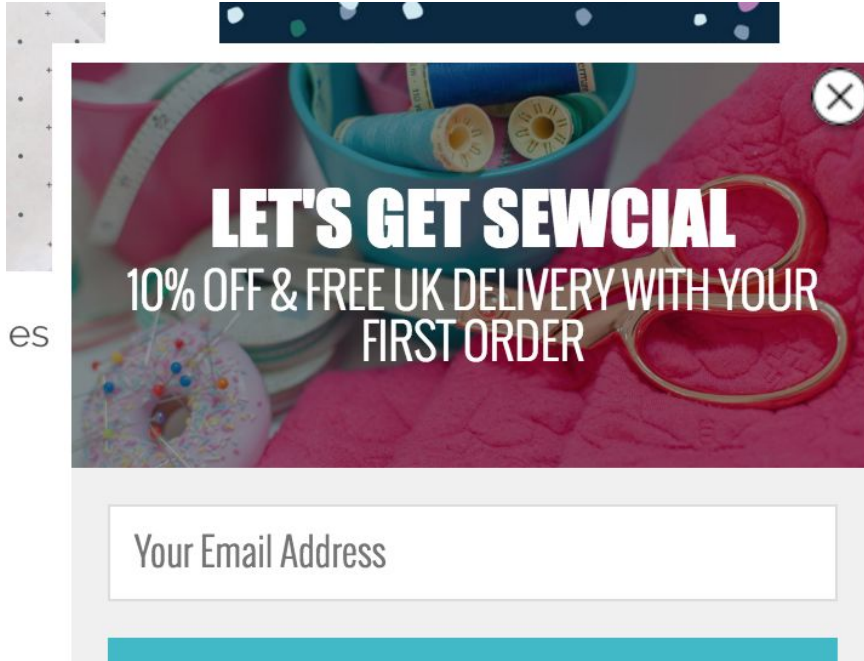 LET'S GET SEWCIAL
10% OFF & FREE UK DELIVERY WITH YOUR
FIRST ORDER
es
Your Email Address